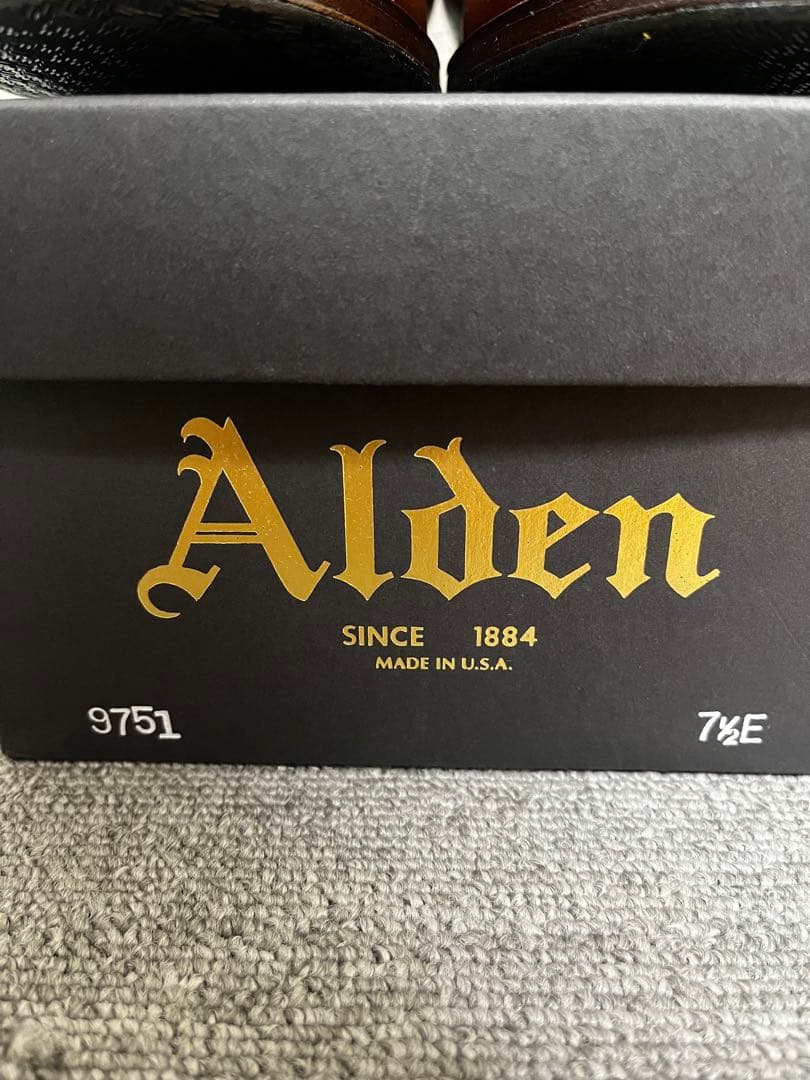 Alden
SINCE 1884
MADE IN U.S.A.
9751 7½E